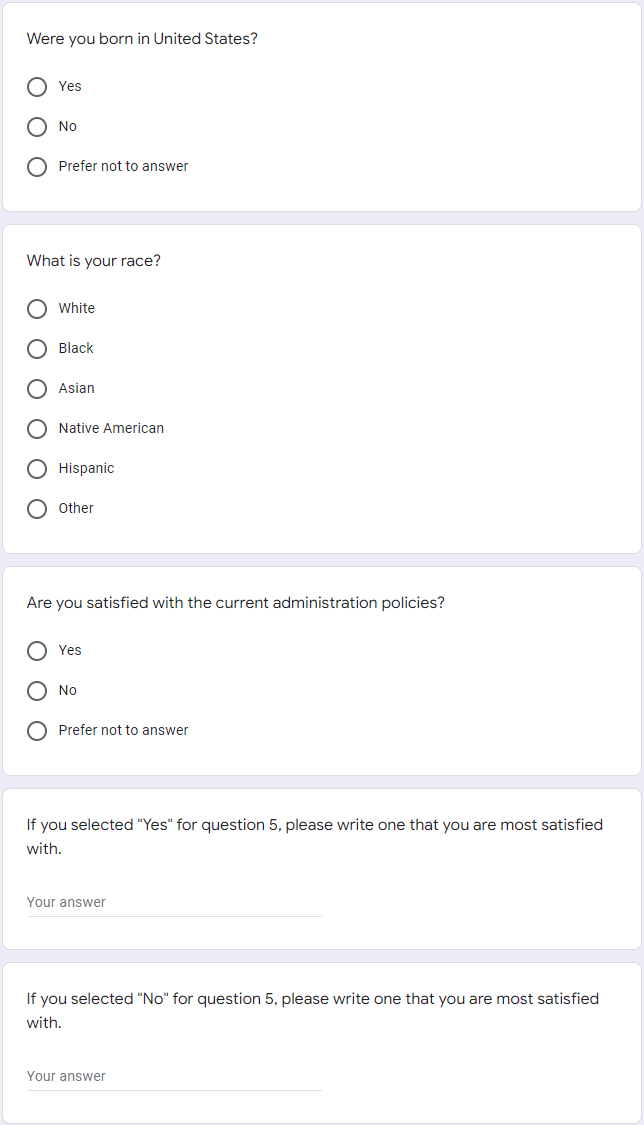 Were you born in United States?
Yes
No
Prefer not to answer
What is your race?
White
Black
Asian
Native American
Hispanic
Other
Are you satisfied with the current administration policies?
Yes
No
Prefer not to answer
If you selected "Yes" for question 5, please write one that you are most satisfied
with.
Your answer
If you selected "No" for question 5, please write one that you are most satisfied
with.
Your answer